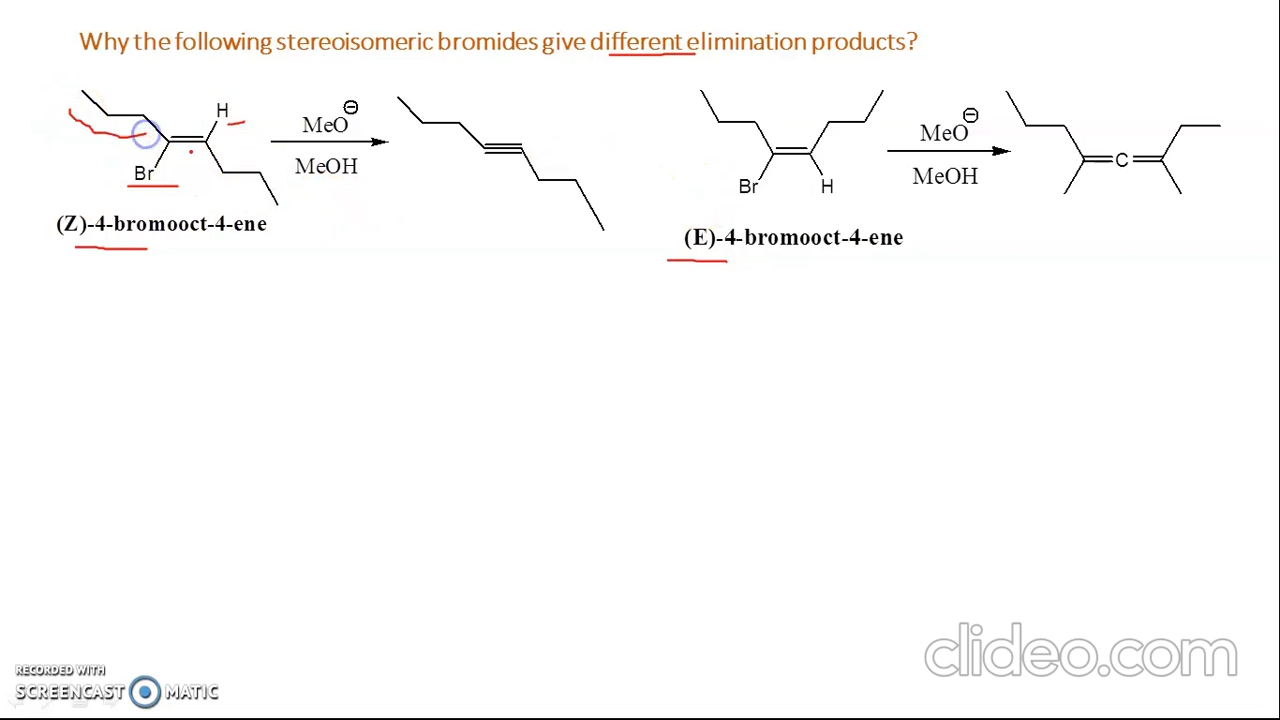 Why the following stereoisomeric bromides give different elimination products?
H
Br
MeO ⊖
MeOH
(Z)-4-bromooct-4-ene
Br
H
MeO ⊖
MeOH
C
(E)-4-bromooct-4-ene
clideo.com
RECORDED WITH
SCREENCAST MATIC